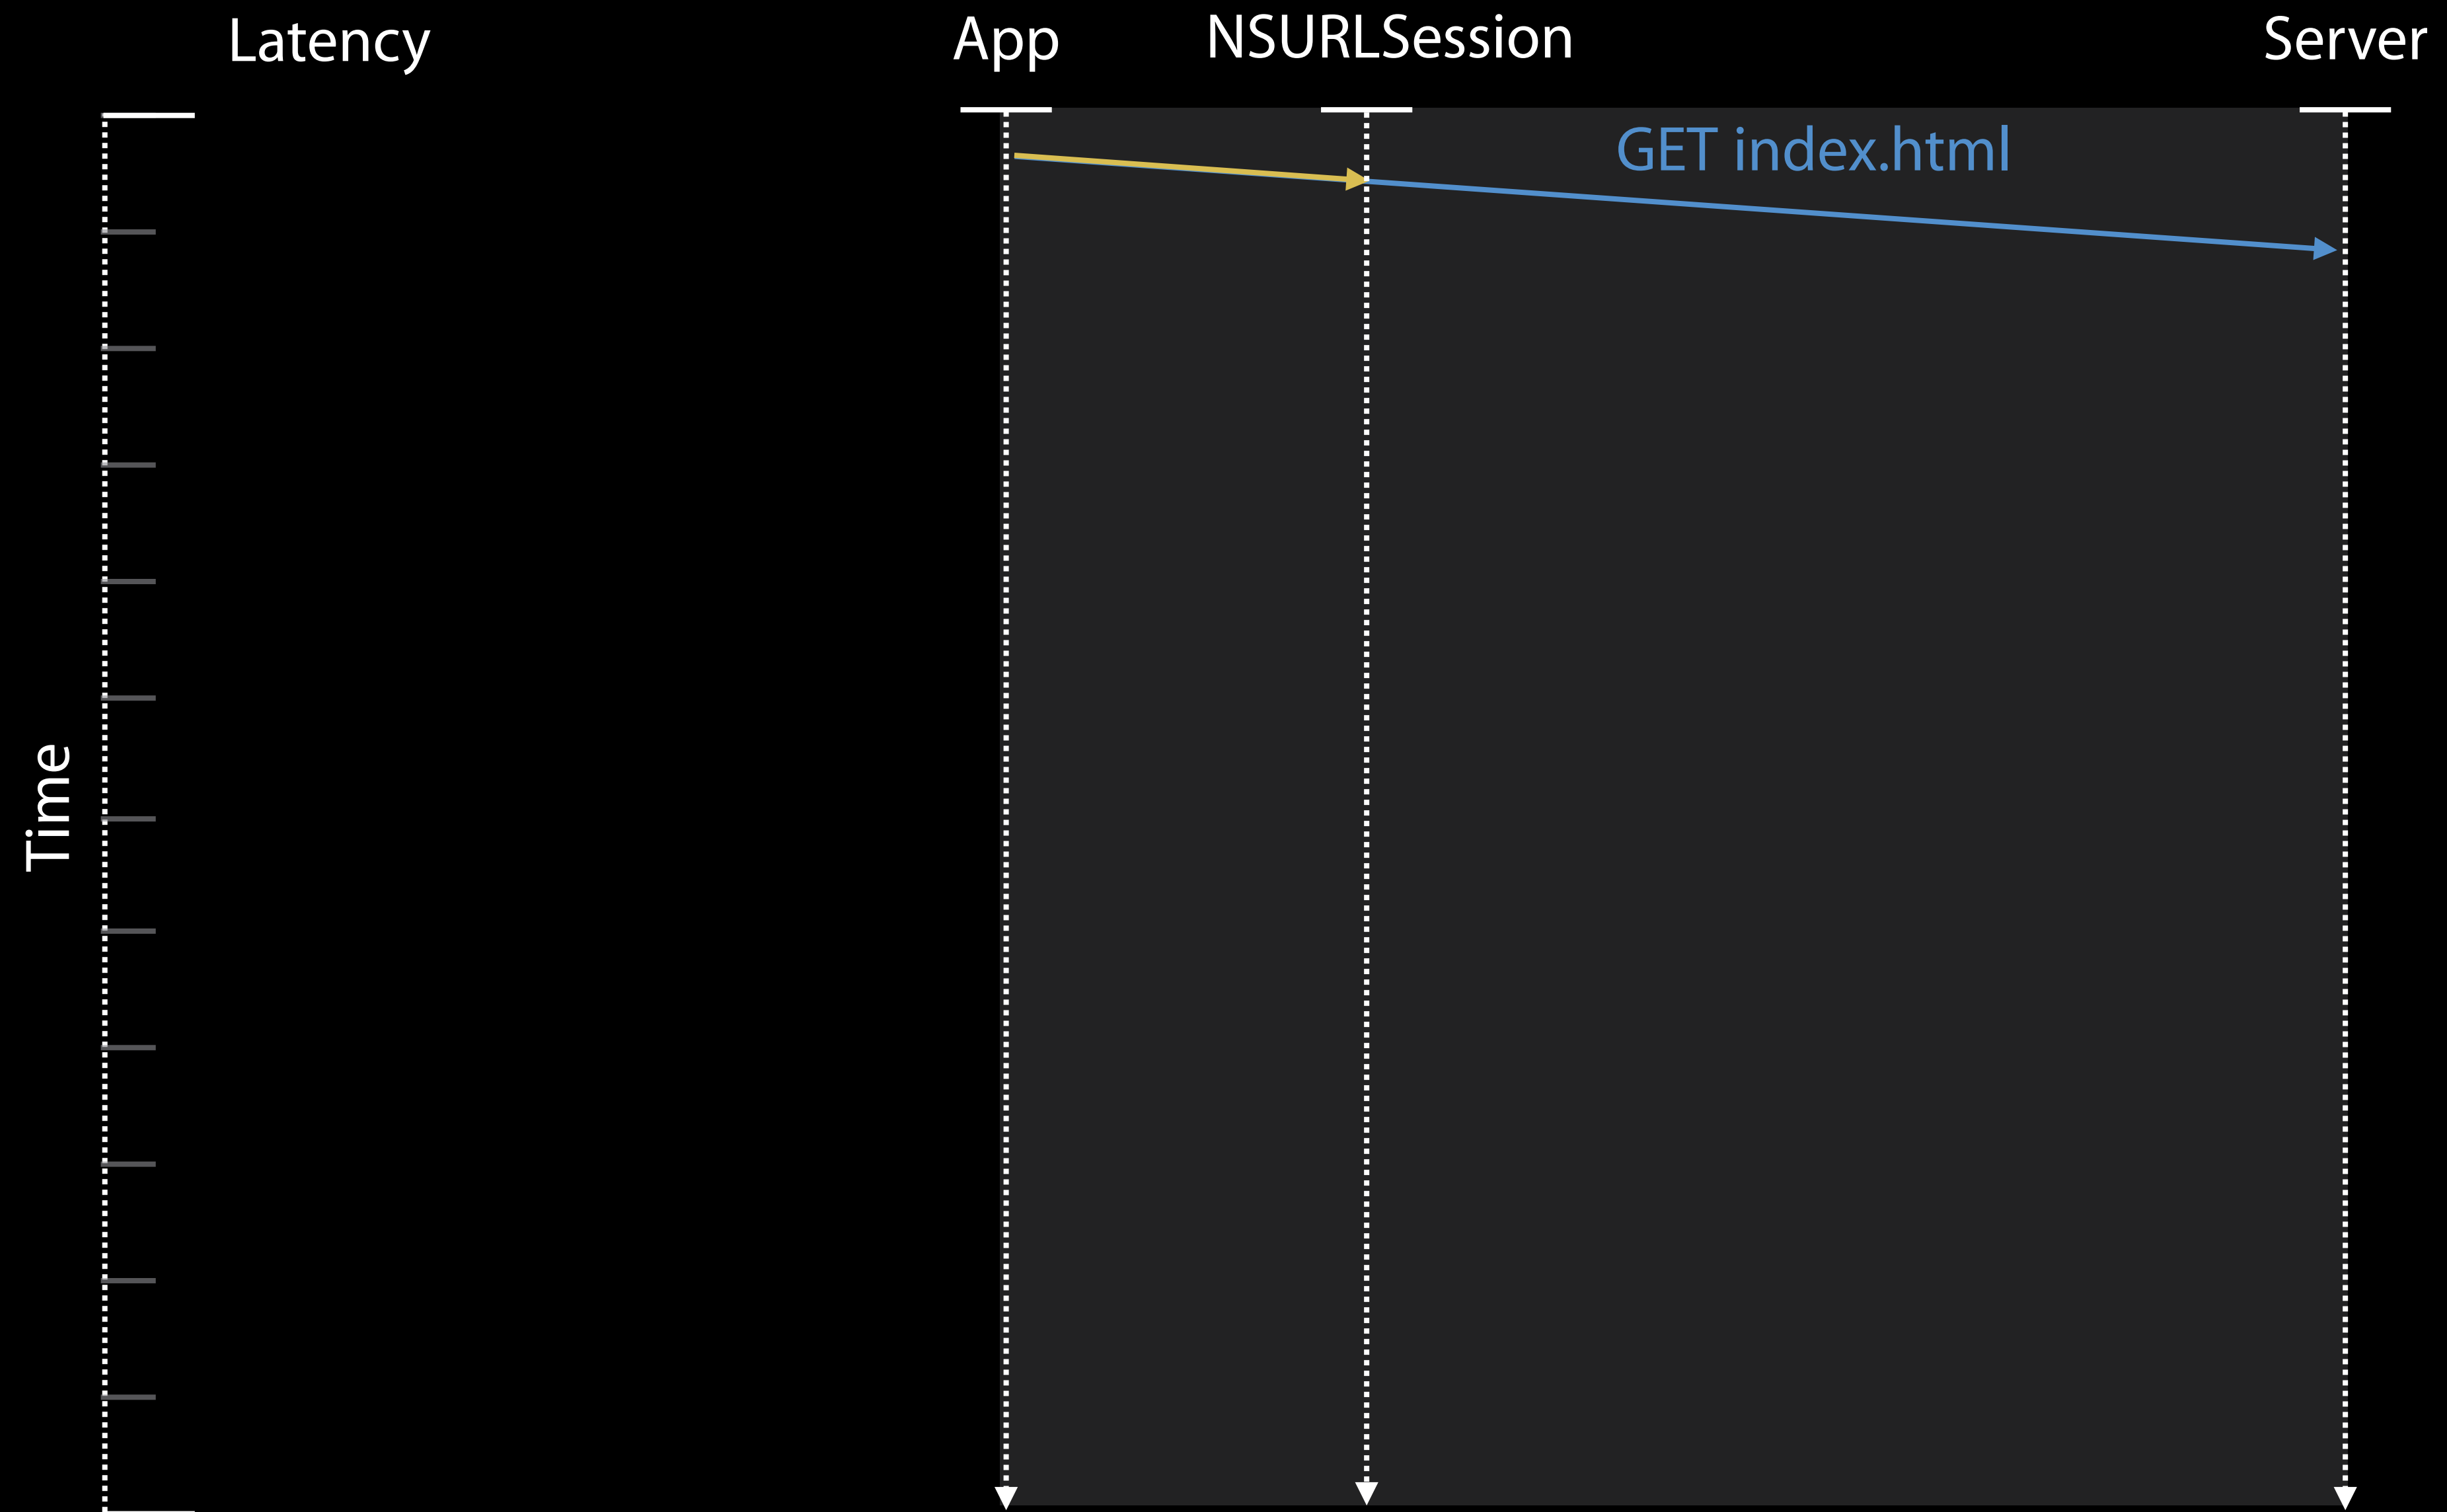 Latency
App
NSURLSession
Server
GET index.html
Time